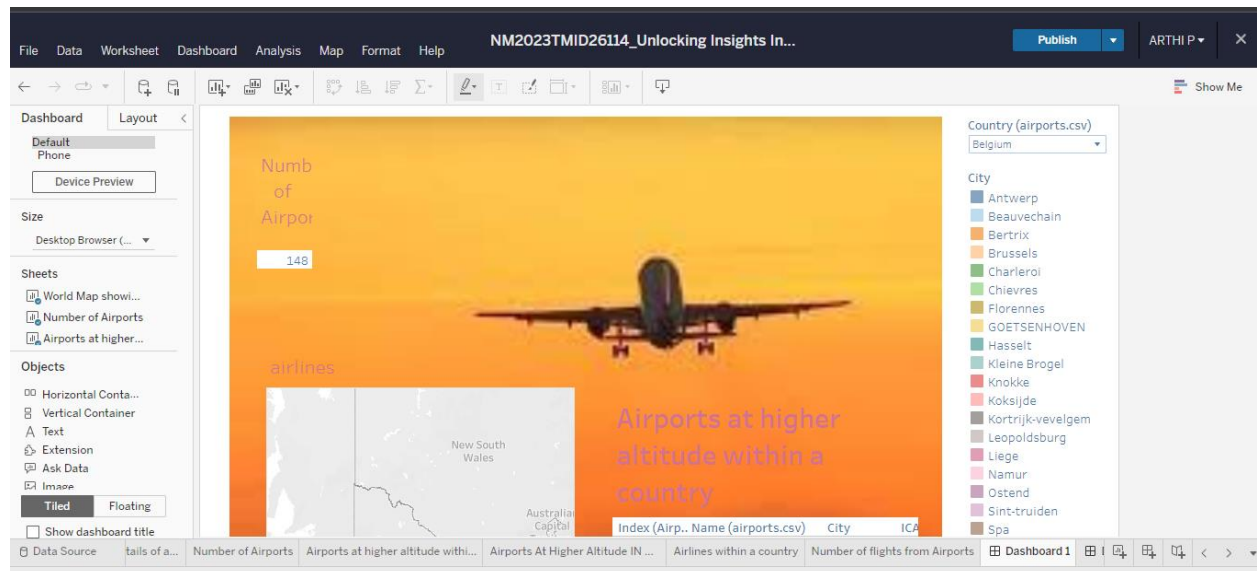 NM2023TMID26114_Unlocking Insights In...
Publish
ARTHI P
File Data Worksheet Dashboard Analysis Map Format Help
Show Me
Dashboard Layout
Default
Phone
Device Preview
Size
Desktop Browser (...
Sheets
World Map showi...
Number of Airports
Airports at higher...
Objects
Horizontal Conta...
Vertical Container
A Text
Extension
Ask Data
Image
Tiled Floating
Show dashboard title
Numb
of
Airpor
148
airlines
New South
Wales
Australian
Capital
Airports at higher
altitude within a
country
Index (Airp.. Name (airports.csv) City ICA
Country (airports.csv)
Belgium
City
Antwerp
Beauvechain
Bertrix
Brussels
Charleroi
Chievres
Florennes
GOETSENHOVEN
Hasselt
Kleine Brogel
Knokke
Koksijde
Kortrijk-vevelgem
Leopoldsburg
Liege
Namur
Ostend
Sint-truiden
Spa
Data Source tails of a... Number of Airports Airports at higher altitude withi... Airports At Higher Altitude IN ... Airlines within a country Number of flights from Airports Dashboard 1